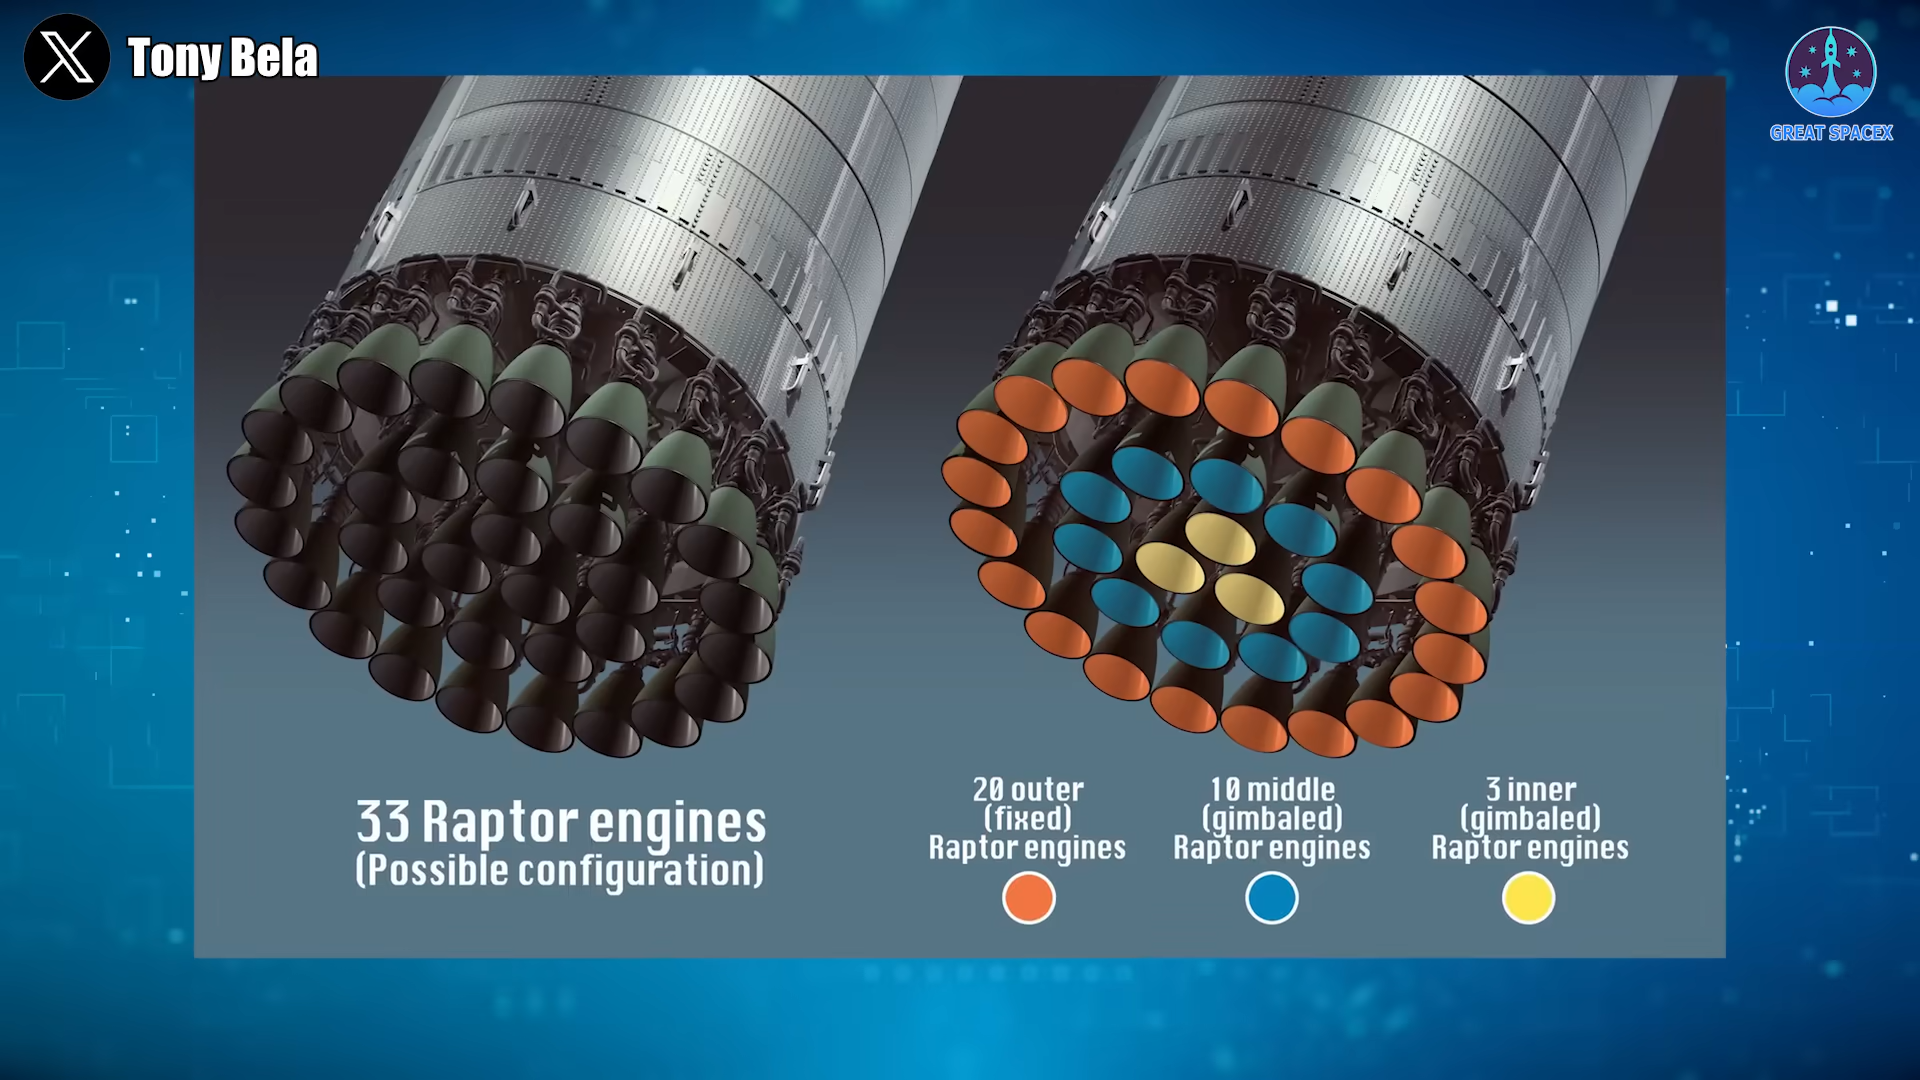 Tony Bela
GREAT SPACEX
33 Raptor engines
(Possible configuration)
20 outer
(fixed)
Raptor engines
10 middle
(gimbaled)
Raptor engines
3 inner
(gimbaled)
Raptor engines